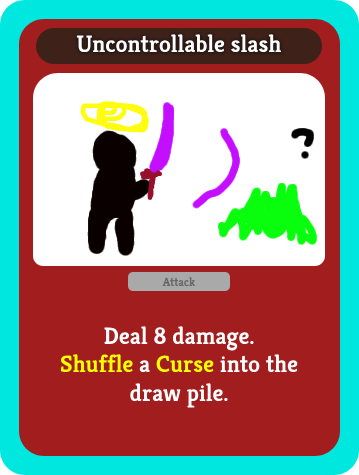 Uncontrollable slash
?
Attack
Deal 8 damage.
Shuffle a Curse into the
draw pile.